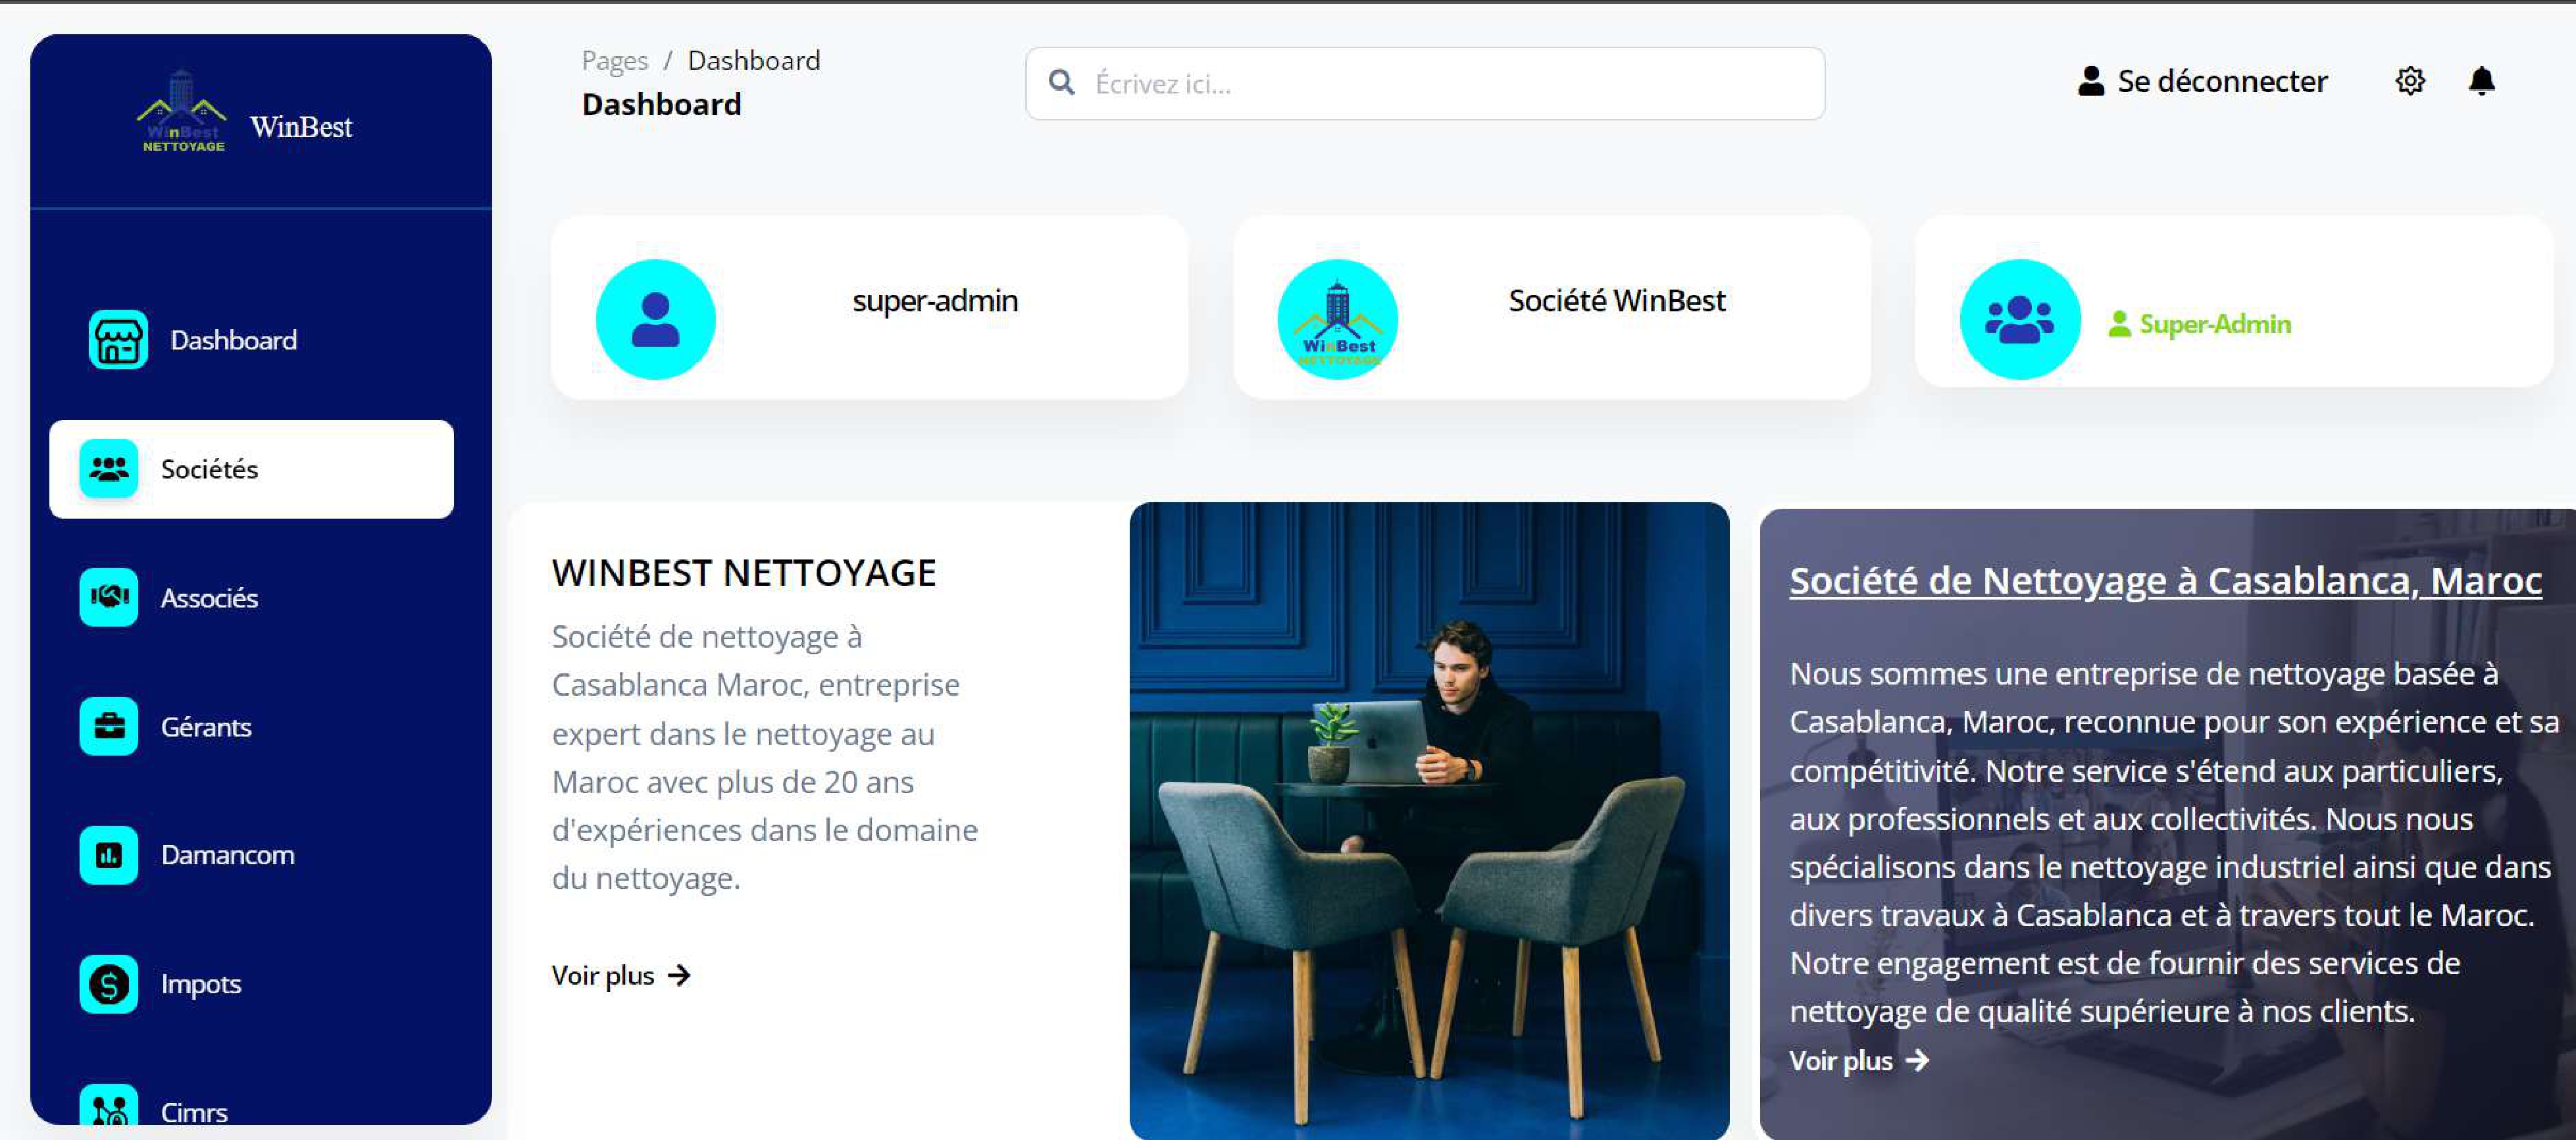 WinBest
NETTOYAGE
WinBest
Dashboard
Sociétés
Associés
Gérants
Damancom
Impots
Cimrs
Pages / Dashboard
Dashboard
Écrivez ici...
Se déconnecter
super-admin
WinBest
NETTOYAGE
Société WinBest
Super-Admin
WINBEST NETTOYAGE
Société de nettoyage à
Casablanca Maroc, entreprise
expert dans le nettoyage au
Maroc avec plus de 20 ans
d'expériences dans le domaine
du nettoyage.
Voir plus
Société de Nettoyage à Casablanca, Maroc
Nous sommes une entreprise de nettoyage basée à
Casablanca, Maroc, reconnue pour son expérience et sa
compétitivité. Notre service s'étend aux particuliers,
aux professionnels et aux collectivités. Nous nous
spécialisons dans le nettoyage industriel ainsi que dans
divers travaux à Casablanca et à travers tout le Maroc.
Notre engagement est de fournir des services de
nettoyage de qualité supérieure à nos clients.
Voir plus